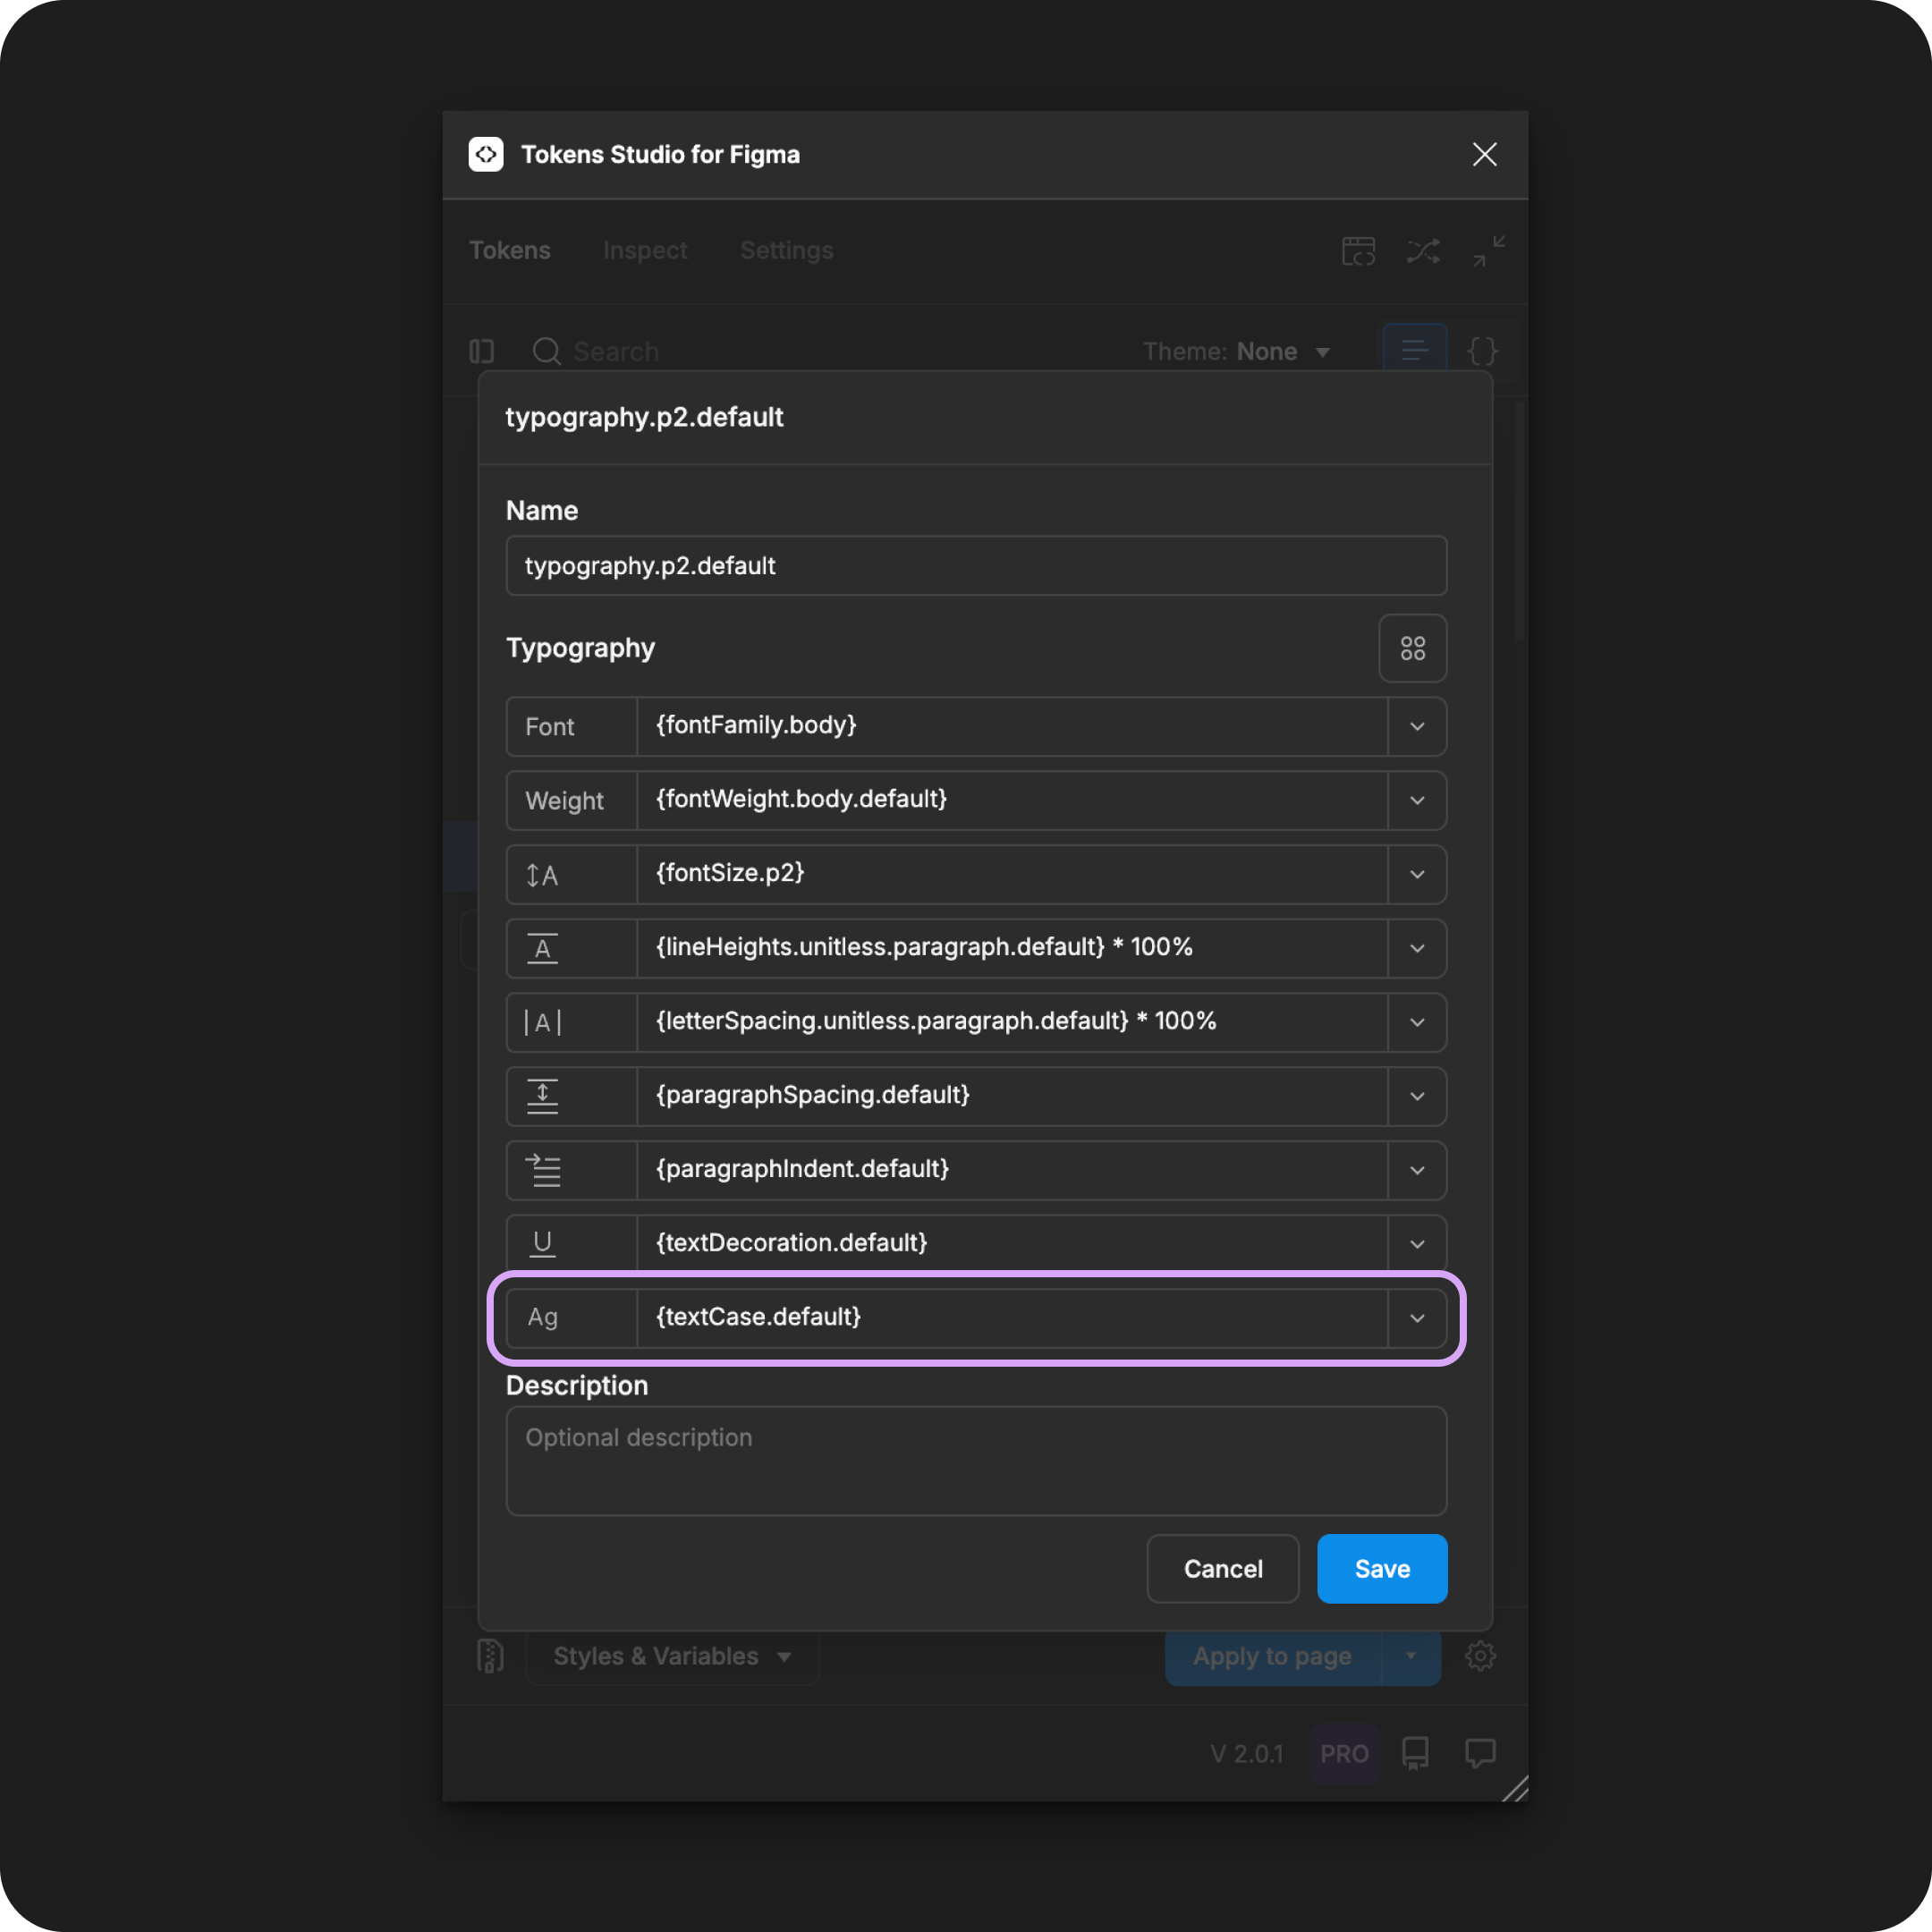 Tokens Studio for Figma
Tokens Inspect Settings
Search Theme: None {}
typography.p2.default
Name
typography.p2.default
Typography
Font {fontFamily.body}
Weight {fontWeight.body.default}
A {fontSize.p2}
A {lineHeights.unitless.paragraph.default} * 100%
|A| {letterSpacing.unitless.paragraph.default} * 100%
{paragraphSpacing.default}
{paragraphIndent.default}
U {textDecoration.default}
Ag {textCase.default}
Description
Optional description
Cancel Save
Styles & Variables Apply to page
V 2.0.1 PRO